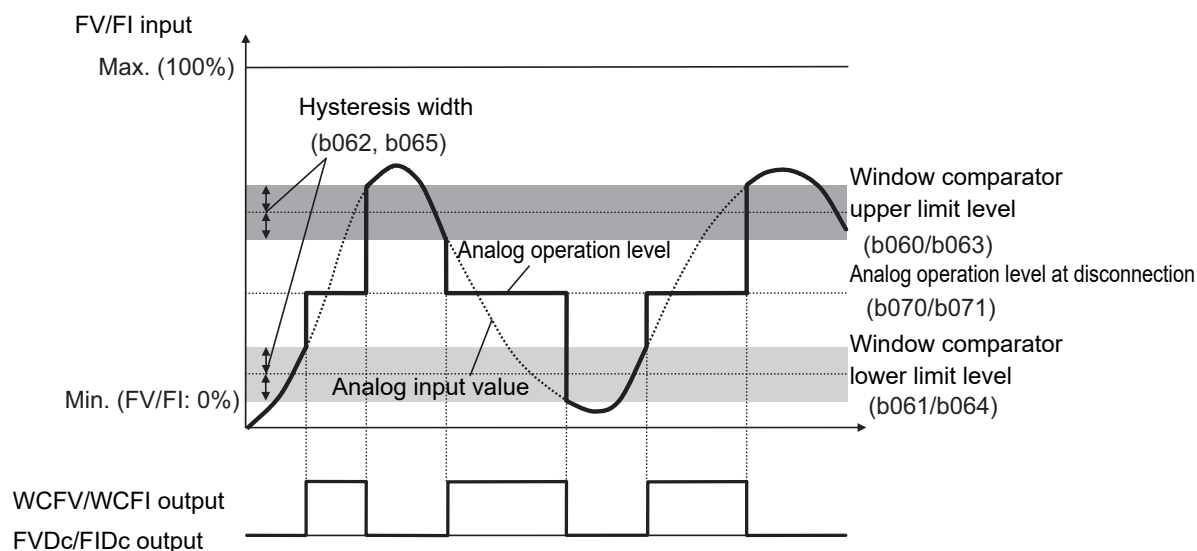 FV/FI input
Max. (100%)
Hysteresis width
(b062, b065)
Window comparator
upper limit level
(b060/b063)
Analog operation level
Analog operation level at disconnection
(b070/b071)
Window comparator
lower limit level
(b061/b064)
Analog input value
Min. (FV/FI: 0%)
WCFV/WCFI output
FVDc/FIDc output